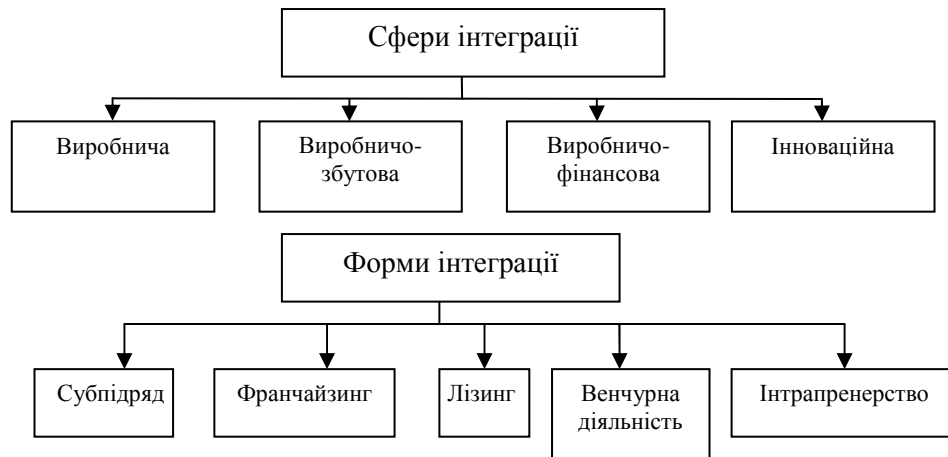 Сфери інтеграції
Виробнича
Виробничо-
збутова
Виробничо-
фінансова
Інноваційна
Форми інтеграції
Субпідряд
Франчайзинг
Лізинг
Венчурна
діяльність
Інтрапренерство